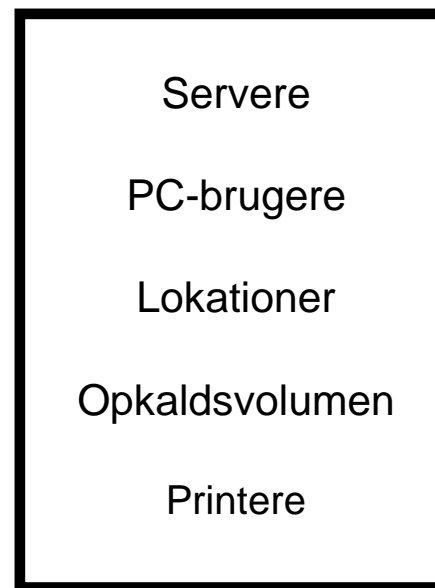 Servere
PC-brugere
Lokationer
Opkaldsvolumen
Printere